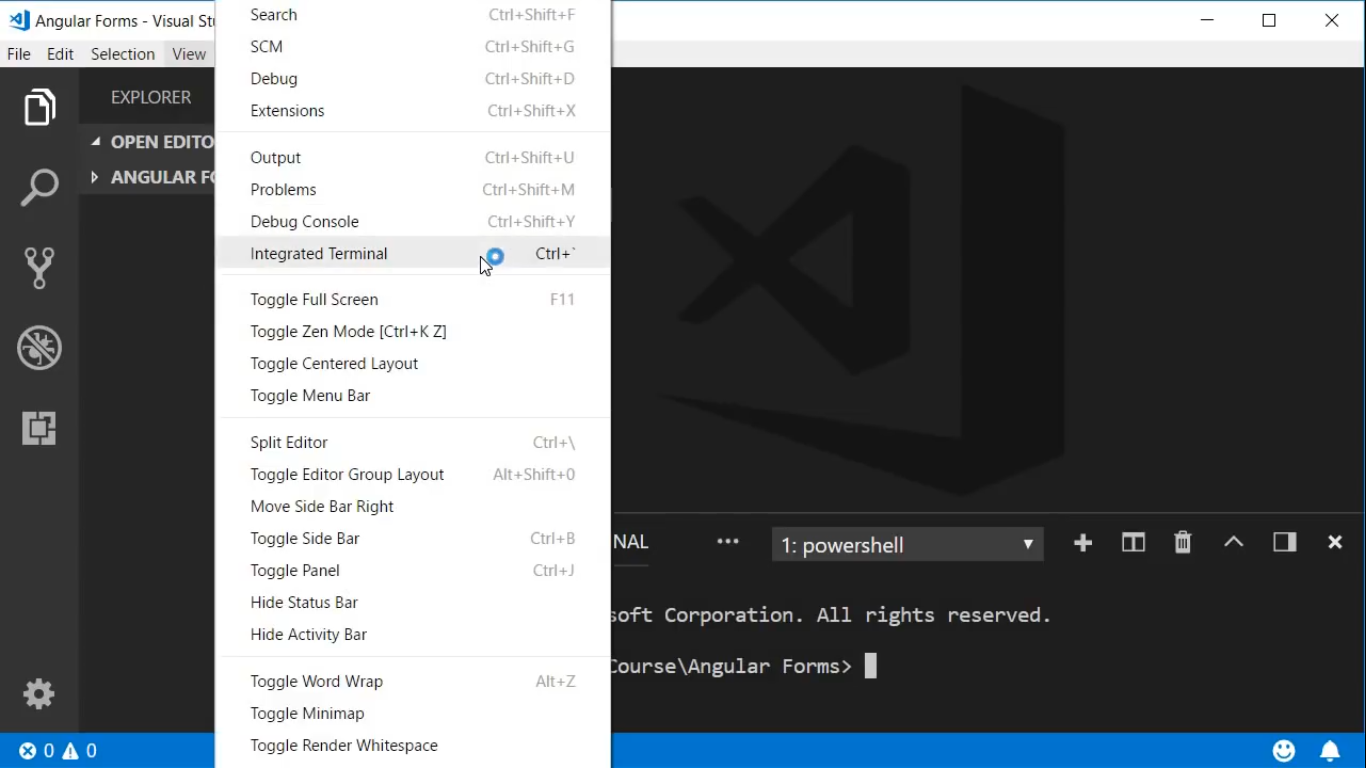 Angular Forms - Visual Stu
File Edit Selection View
EXPLORER
OPEN EDITO
ANGULAR FO
Search Ctrl+Shift+F
SCM Ctrl+Shift+G
Debug Ctrl+Shift+D
Extensions Ctrl+Shift+X
Output Ctrl+Shift+U
Problems Ctrl+Shift+M
Debug Console Ctrl+Shift+Y
Integrated Terminal Ctrl+`
Toggle Full Screen F11
Toggle Zen Mode [Ctrl+K Z]
Toggle Centered Layout
Toggle Menu Bar
Split Editor Ctrl+\
Toggle Editor Group Layout Alt+Shift+0
Move Side Bar Right
Toggle Side Bar Ctrl+B
Toggle Panel Ctrl+J
Hide Status Bar
Hide Activity Bar
Toggle Word Wrap Alt+Z
Toggle Minimap
Toggle Render Whitespace
NAL ••• 1: powershell
soft Corporation. All rights reserved.
Course\Angular Forms>
0 0